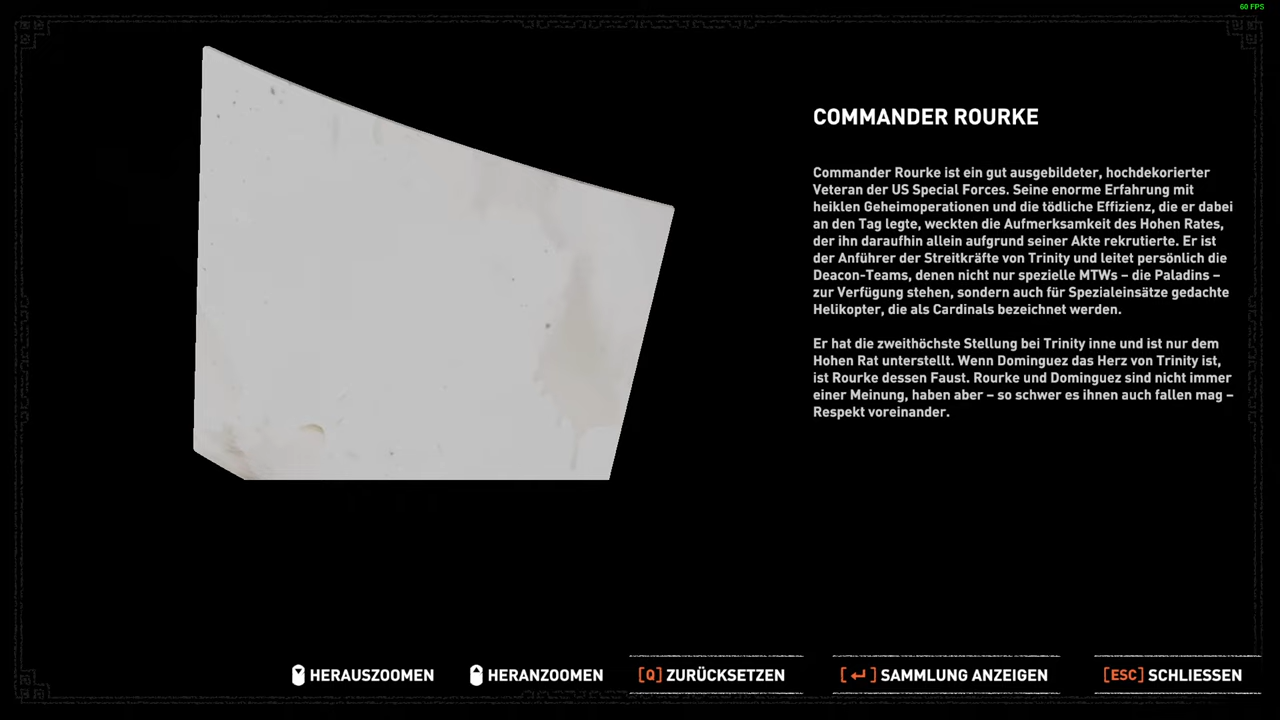 60 FPS
COMMANDER ROURKE
Commander Rourke ist ein gut ausgebildeter, hochdekorierter
Veteran der US Special Forces. Seine enorme Erfahrung mit
heiklen Geheimoperationen und die tödliche Effizienz, die er dabei
an den Tag legte, weckten die Aufmerksamkeit des Hohen Rates,
der ihn daraufhin allein aufgrund seiner Akte rekrutierte. Er ist
der Anführer der Streitkräfte von Trinity und leitet persönlich die
Deacon-Teams, denen nicht nur spezielle MTWs – die Paladins –
zur Verfügung stehen, sondern auch für Spezialeinsätze gedachte
Helikopter, die als Cardinals bezeichnet werden.
Er hat die zweithöchste Stellung bei Trinity inne und ist nur dem
Hohen Rat unterstellt. Wenn Dominguez das Herz von Trinity ist,
ist Rourke dessen Faust. Rourke und Dominguez sind nicht immer
einer Meinung, haben aber – so schwer es ihnen auch fallen mag –
Respekt voreinander.
HERAUSZOOMEN HERANZOOMEN [Q] ZURÜCKSETZEN [↵] SAMMLUNG ANZEIGEN [ESC] SCHLIESSEN